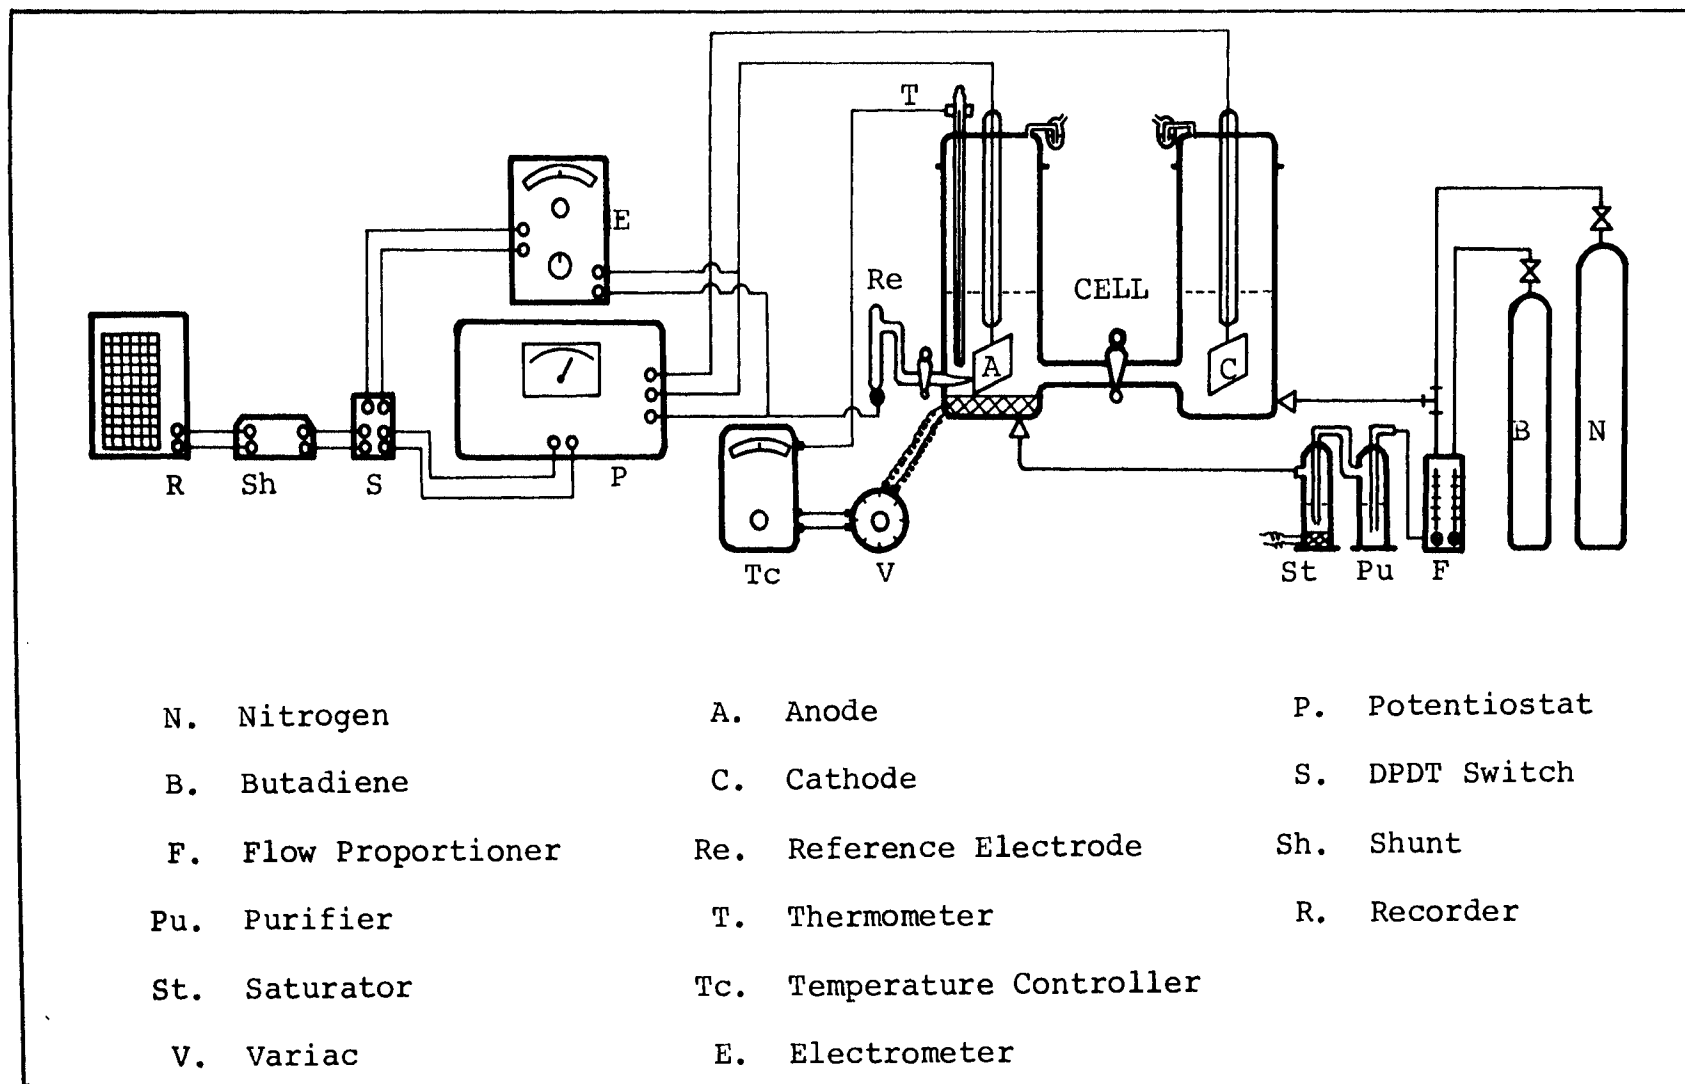 T
E
Re
CELL
A
C
B
N
R
Sh
S
P
Tc
V
St
Pu
F
N. Nitrogen
B. Butadiene
F. Flow Proportioner
Pu. Purifier
St. Saturator
V. Variac
A. Anode
C. Cathode
Re. Reference Electrode
T. Thermometer
Tc. Temperature Controller
E. Electrometer
P. Potentiostat
S. DPDT Switch
Sh. Shunt
R. Recorder